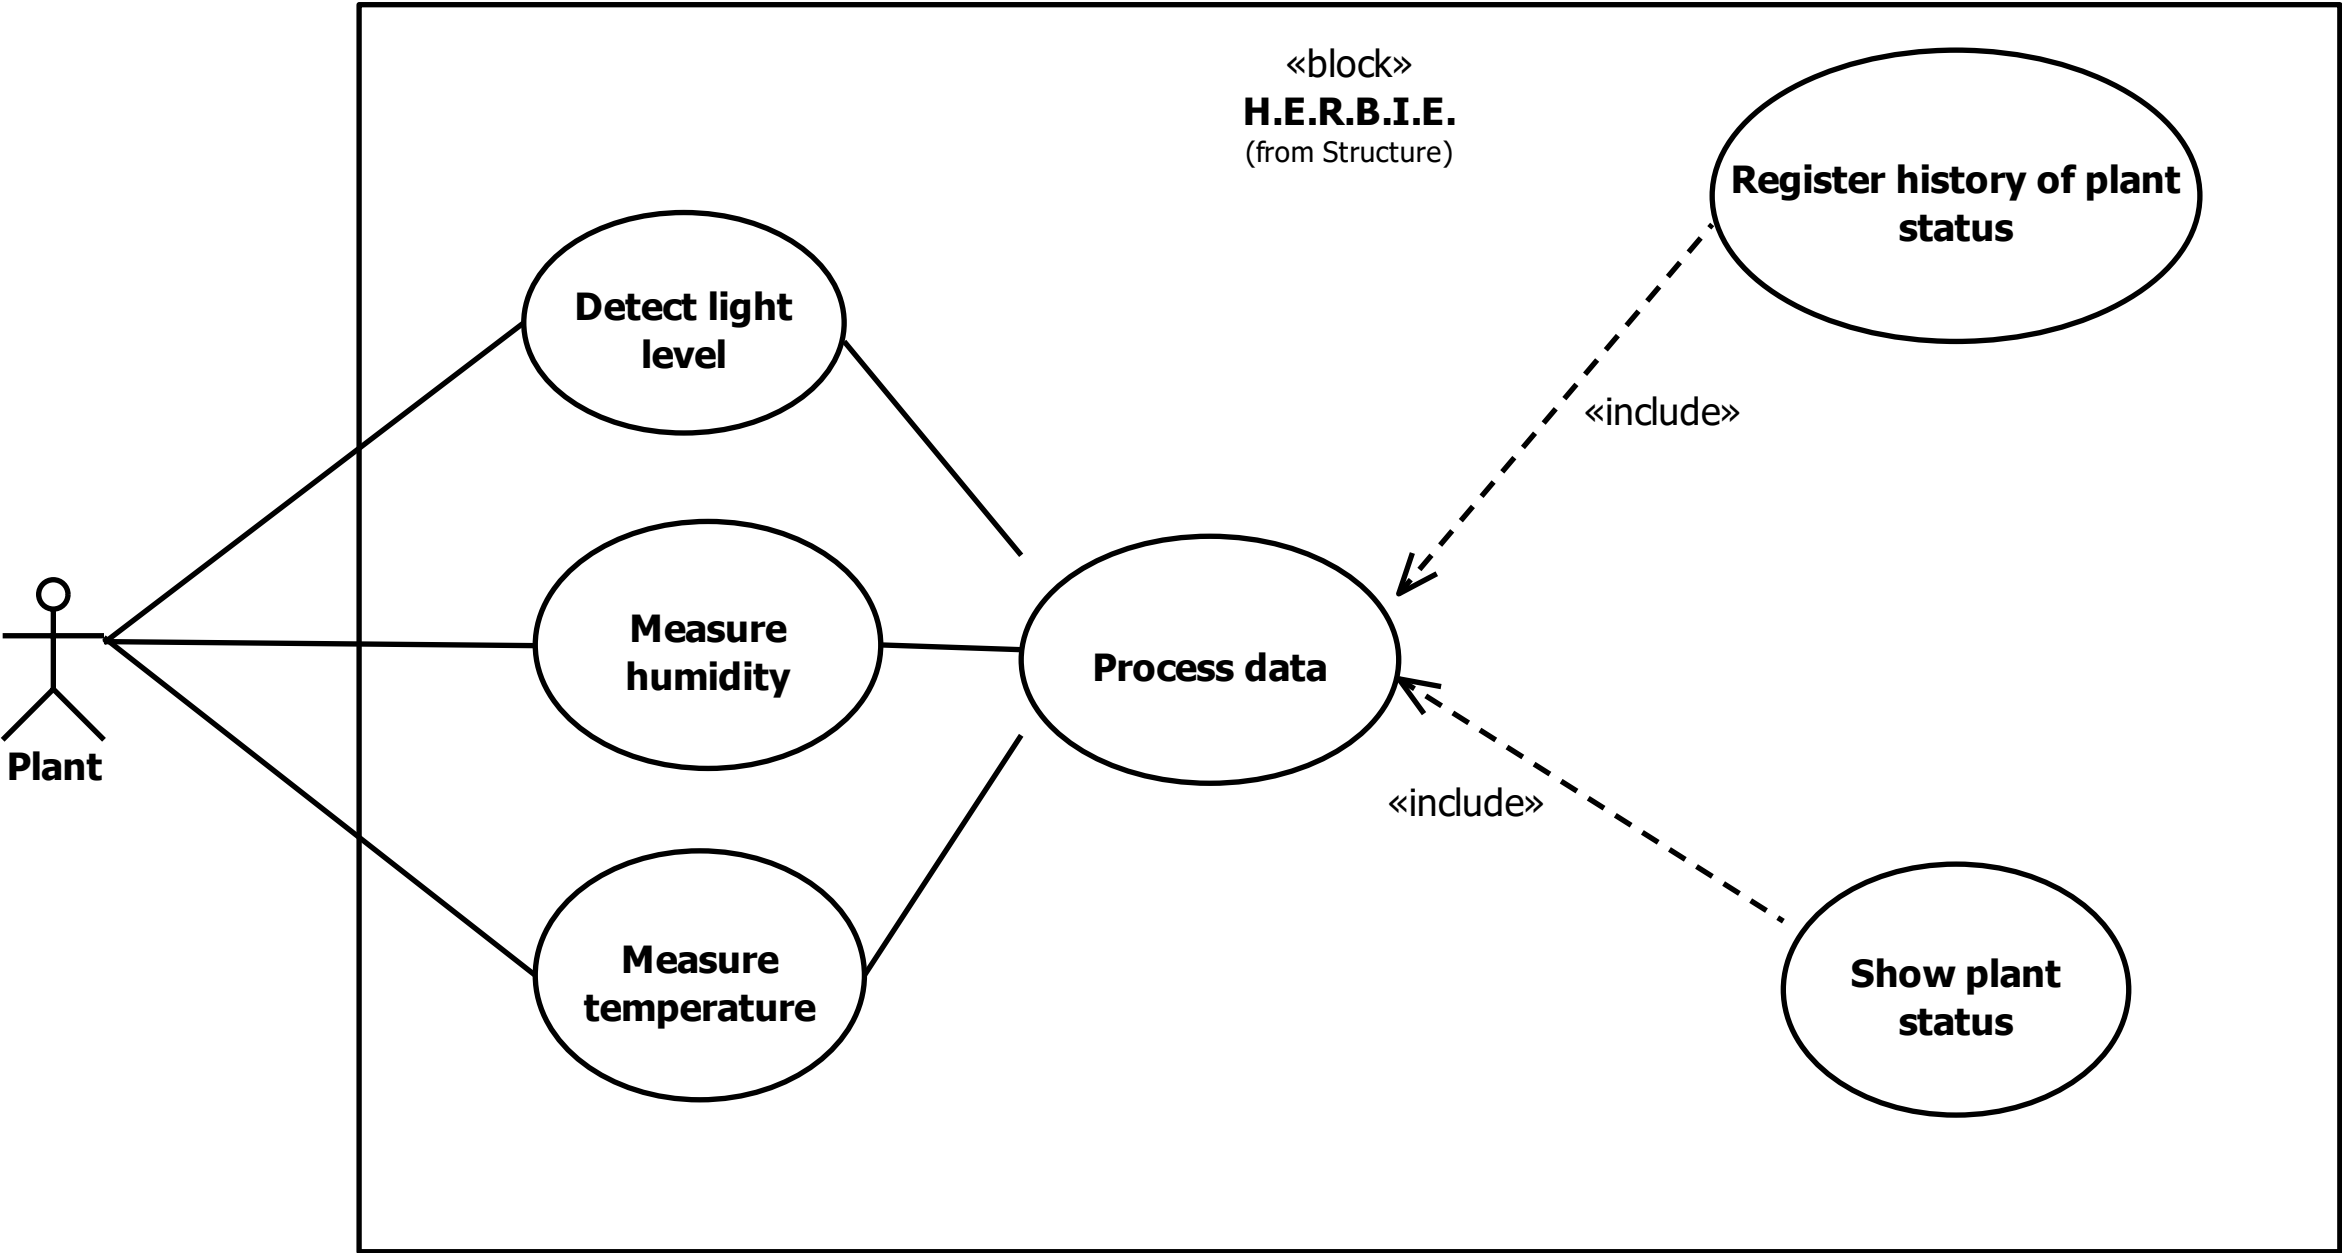 «block»
H.E.R.B.I.E.
(from Structure)
Register history of plant
status
Detect light
level
«include»
Measure
humidity
Process data
Plant
«include»
Measure
temperature
Show plant
status